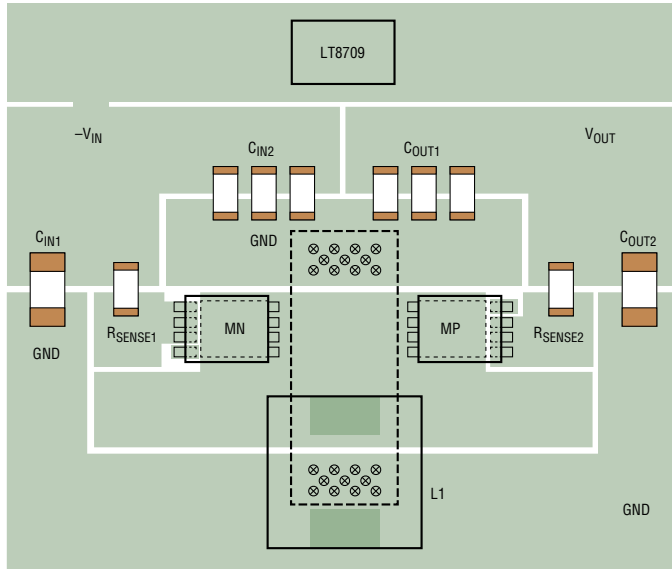 LT8709
–VIN
CIN2
COUT1
VOUT
CIN1
GND
COUT2
RSENSE1
MN
MP
RSENSE2
GND
L1
GND